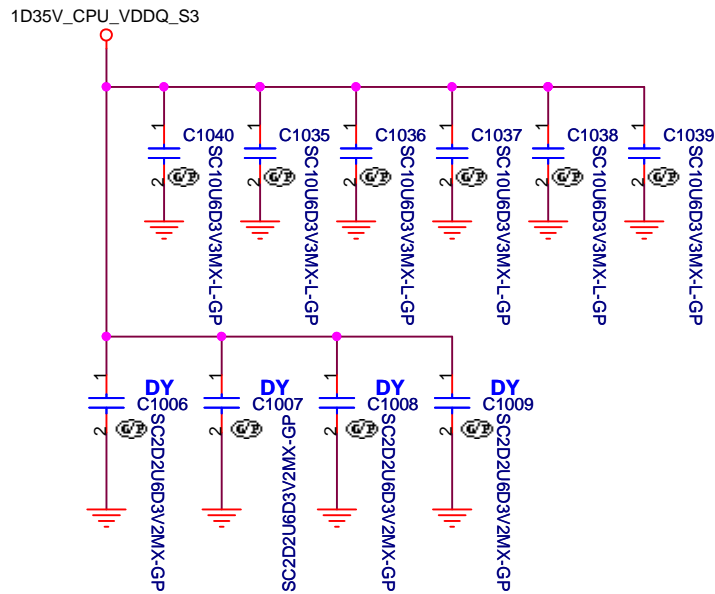 1D35V_CPU_VDDQ_S3
1
C1040
2
G/P
SC10U6D3V3MX-L-GP
1
C1035
2
G/P
SC10U6D3V3MX-L-GP
1
C1036
2
G/P
SC10U6D3V3MX-L-GP
1
C1037
2
G/P
SC10U6D3V3MX-L-GP
1
C1038
2
G/P
SC10U6D3V3MX-L-GP
1
C1039
2
G/P
SC10U6D3V3MX-L-GP
1
DY
C1006
2
G/P
SC2D2U6D3V2MX-GP
1
DY
C1007
2
G/P
SC2D2U6D3V2MX-GP
1
DY
C1008
2
G/P
SC2D2U6D3V2MX-GP
1
DY
C1009
2
G/P
SC2D2U6D3V2MX-GP